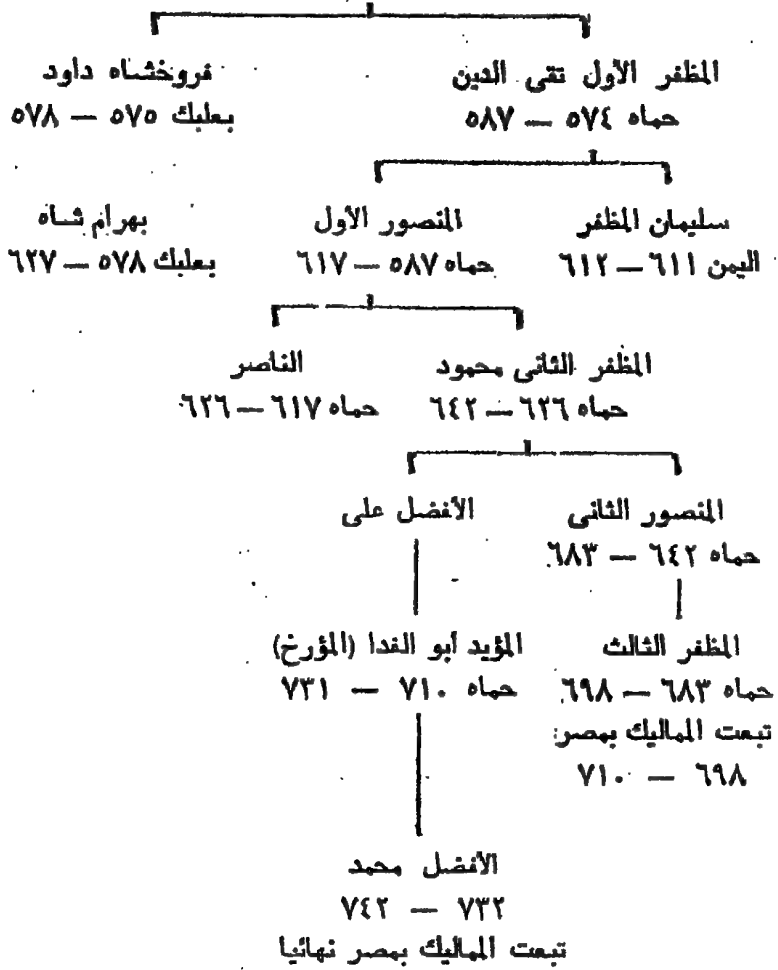 المظفر الأول تقى الدين
حماه ٥٧٤ — ٥٨٧
فروخشاه داود
بعلبك ٥٧٥ — ٥٧٨
سليمان المظفر
اليمن ٦١١ — ٦١٢
المنصور الأول
حماه ٥٨٧ — ٦١٧
بهرام شاه
بعلبك ٥٧٨ — ٦٢٧
المظفر الثانى محمود
حماه ٦٢٦ — ٦٤٢
الناصر
حماه ٦١٧ — ٦٢٦
المنصور الثانى
حماه ٦٤٢ — ٦٨٣
الأفضل على
المظفر الثالث
حماه ٦٨٣ — ٦٩٨
تبعت المماليك بمصر:
٦٩٨ — ٧١٠
المؤيد أبو الفدا (المؤرخ)
حماه ٧١٠ — ٧٣١
الأفضل محمد
٧٣٢ — ٧٤٢
تبعت المماليك بمصر نهائيا